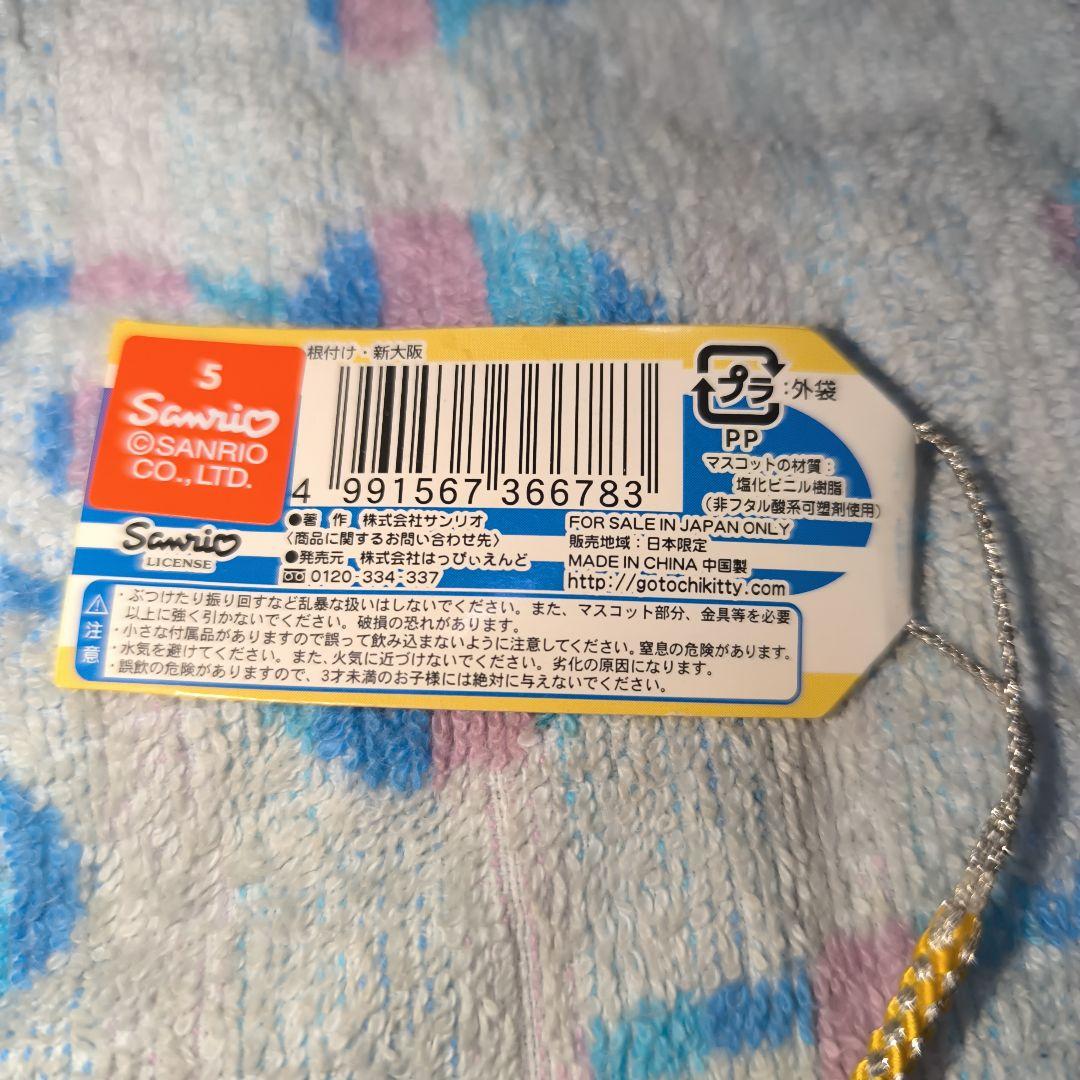 5
Sanrio
©SANRIO
CO.,LTD.
Sanrio
LICENSE
根付け・新大阪
4 991567 366783
●著 作 株式会社サンリオ
〈商品に関するお問い合わせ先〉
●発売元 株式会社はっぴぃえんど
0120-334-337
プラ:外袋
PP
マスコットの材質:
塩化ビニル樹脂
(非フタル酸系可塑剤使用)
FOR SALE IN JAPAN ONLY
販売地域:日本限定
MADE IN CHINA 中国製
http://gotochikitty.com
注意
・ぶつけたり振り回すなど乱暴な扱いはしないでください。また、マスコット部分、金具等を必要
以上に強く引かないでください。破損の恐れがあります。
・小さな付属品がありますので誤って飲み込まないように注意してください。窒息の危険があります。
・水気を避けてください。また、火気に近づけないでください。劣化の原因になります。
・誤飲の危険がありますので、3才未満のお子様には絶対に与えないでください。